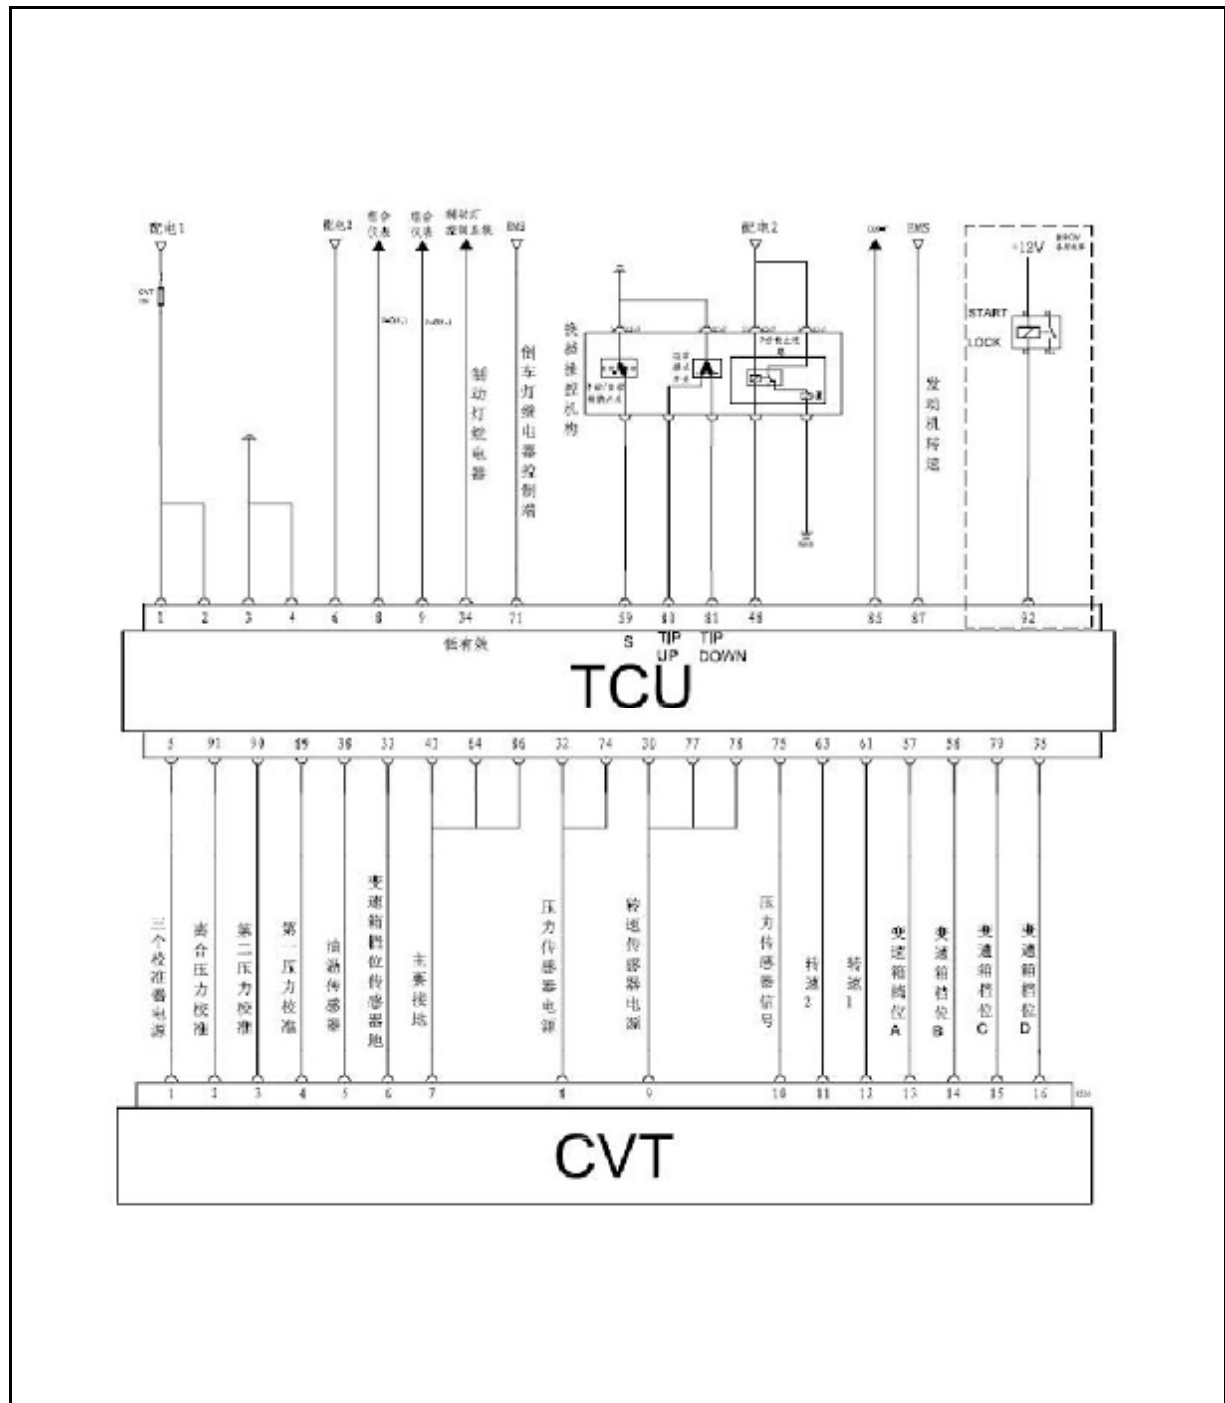 配电1
配电2
组合
仪表
组合
仪表
制动灯
EMS
配电2
EMS
+12V
CVT
START
LOCK
制动灯继电器
倒车灯继电器控制端
换挡操控机构
发动机转速
1 2 3 4 6 8 9 34 71 59 80 81 48 85 87 92
低有效
S
TIP
UP
TIP
DOWN
TCU
5 91 90 89 38 33 43 64 86 32 74 30 77 78 75 63 61 57 58 79 95
三个校准器电源
离合压力校准
第二压力校准
第一压力校准
油温传感器
变速箱档位传感器地
主要接地
压力传感器电源
转速传感器电源
压力传感器信号
转速2
转速1
变速箱档位A
变速箱档位B
变速箱档位C
变速箱档位D
1 2 3 4 5 6 7 8 9 10 11 12 13 14 15 16
CVT